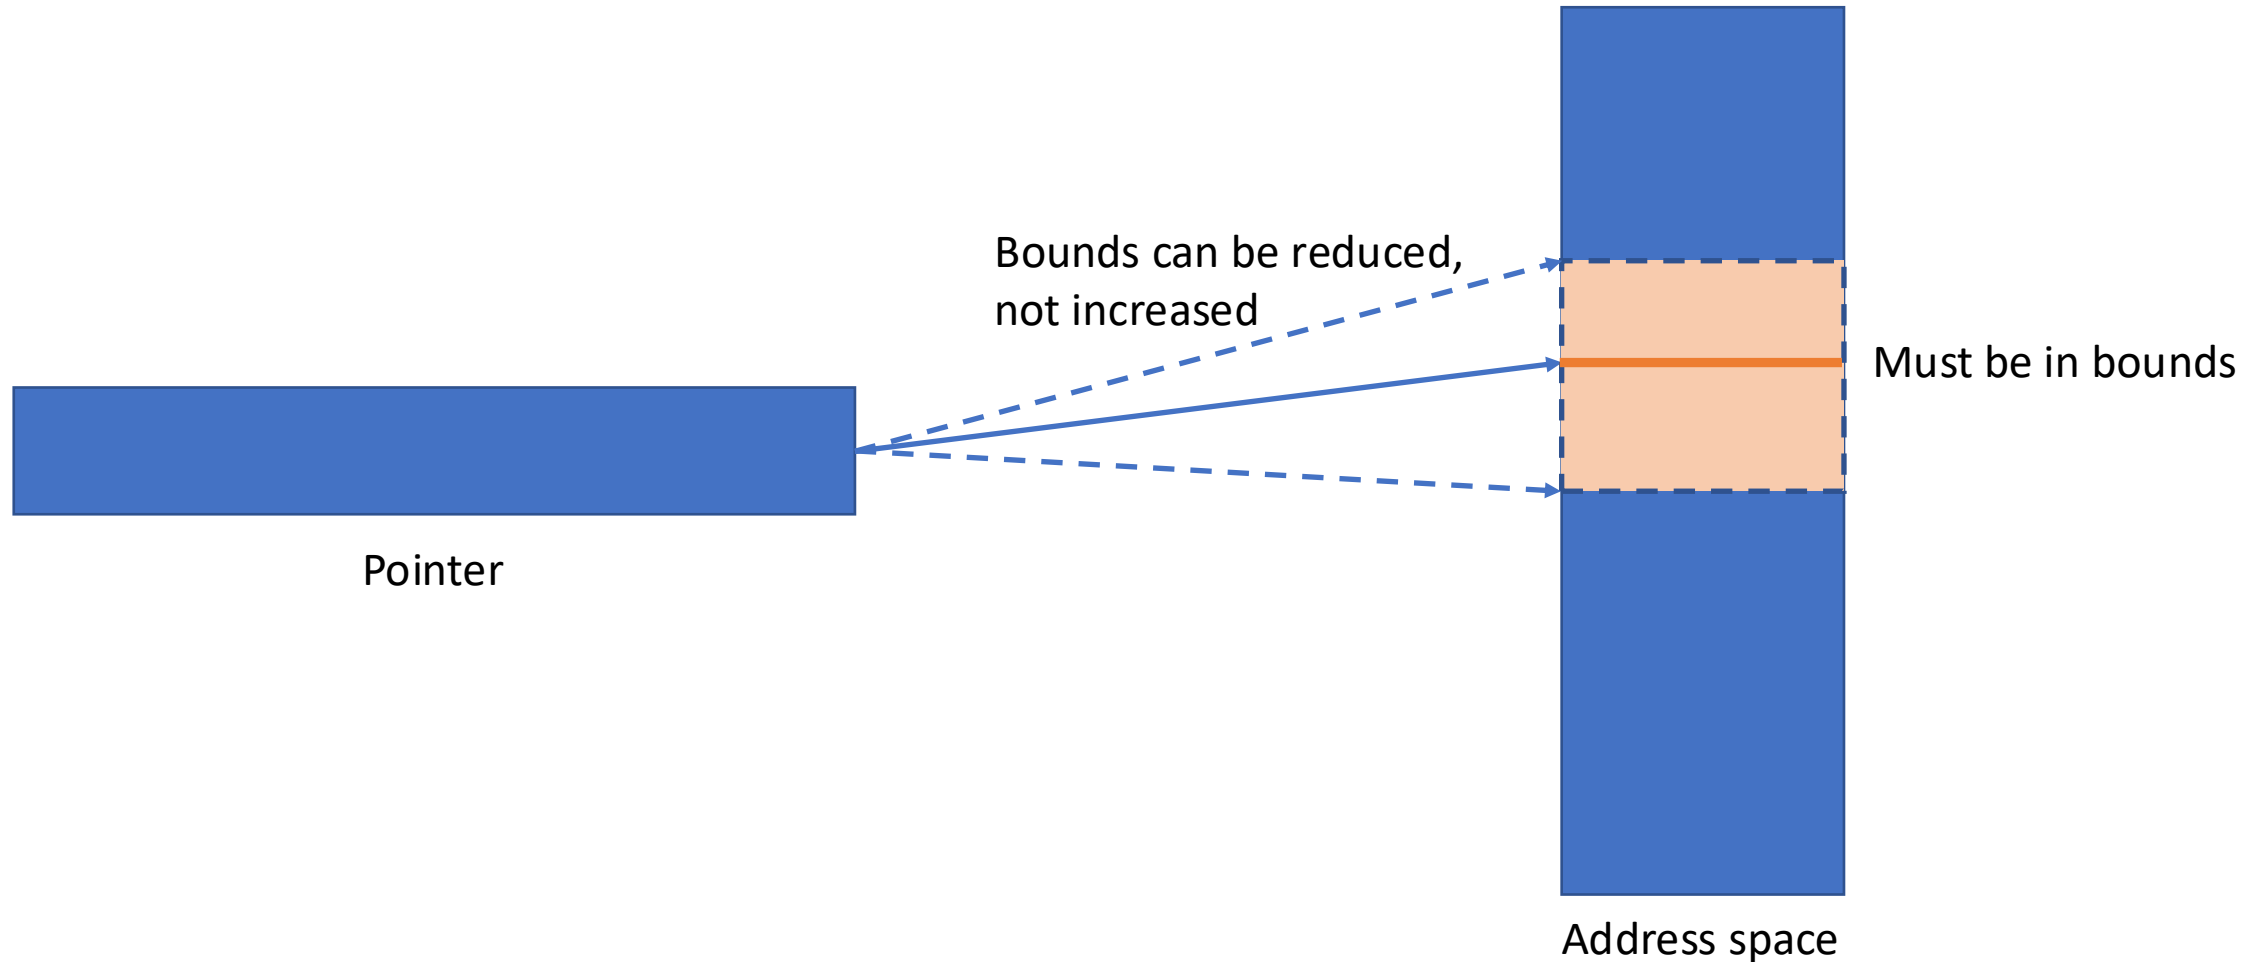 Bounds can be reduced,
not increased
Must be in bounds
Pointer
Address space